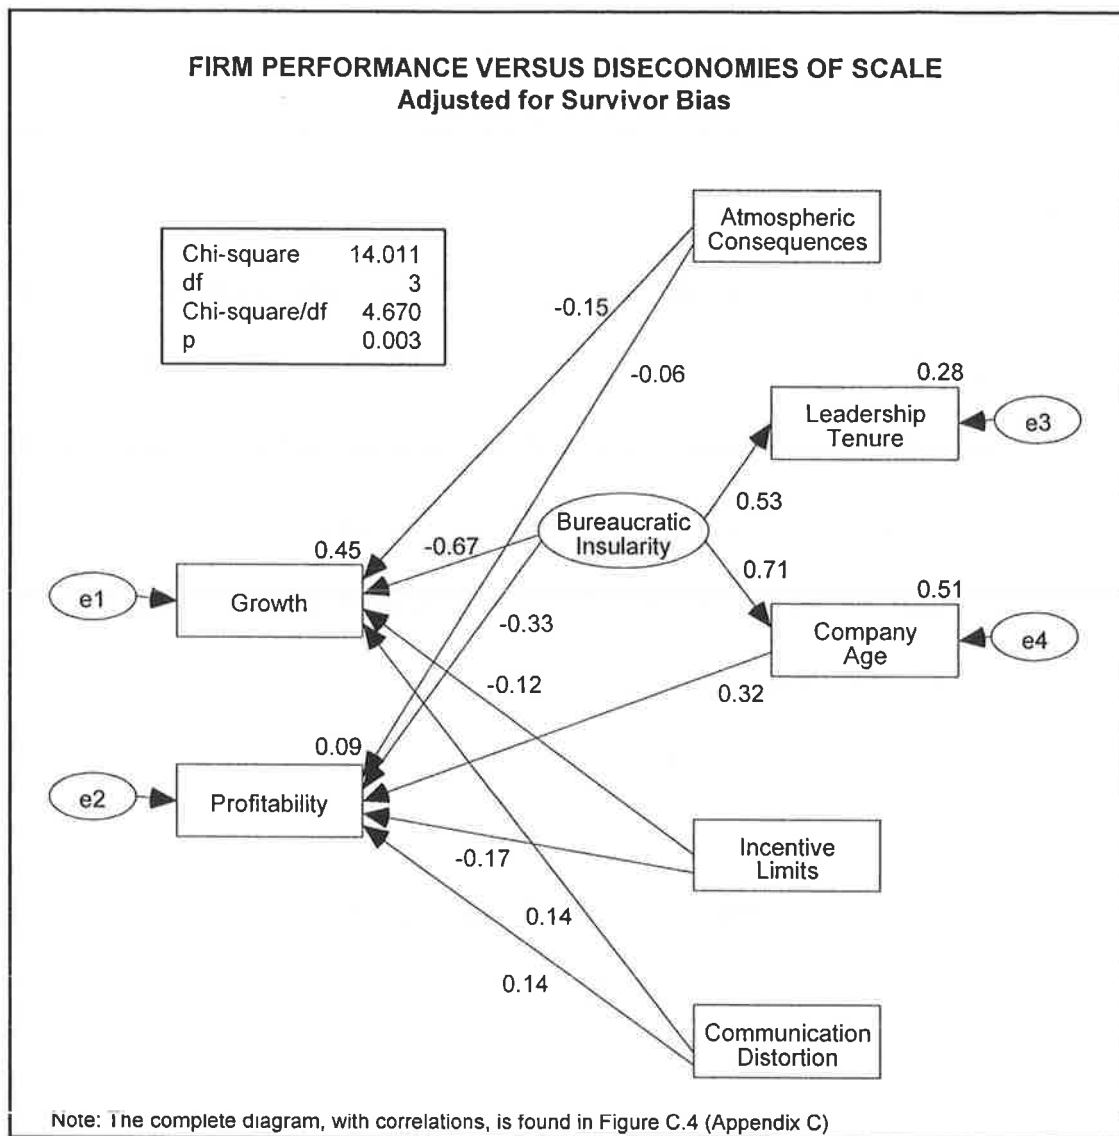 FIRM PERFORMANCE VERSUS DISECONOMIES OF SCALE
Adjusted for Survivor Bias
Atmospheric
Consequences
Chi-square 14.011
df 3
Chi-square/df 4.670
p 0.003
-0.15
-0.06
0.28
Leadership
Tenure
e3
0.53
Bureaucratic
Insularity
-0.67
0.45
0.71
e1
Growth
0.51
-0.33
Company
Age
e4
-0.12
0.32
0.09
e2
Profitability
-0.17
Incentive
Limits
0.14
0.14
Communication
Distortion
Note: The complete diagram, with correlations, is found in Figure C.4 (Appendix C)